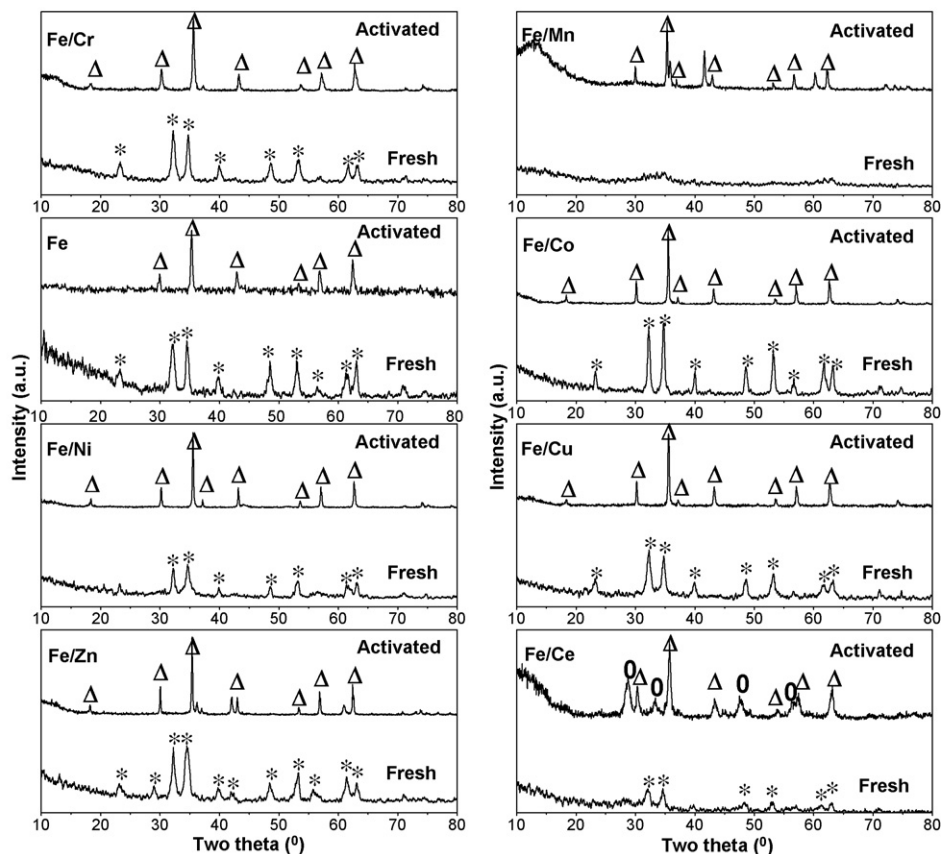 Fe/Cr
Activated
Δ Δ Δ Δ Δ Δ Δ
* * * * * * * *
Fresh
10 20 30 40 50 60 70 80
Fe
Activated
Δ Δ Δ Δ Δ Δ
* * * * * * * * *
Fresh
10 20 30 40 50 60 70 80
Fe/Ni
Activated
Δ Δ Δ Δ Δ Δ Δ Δ
* * * * * * *
Fresh
10 20 30 40 50 60 70 80
Fe/Zn
Activated
Δ Δ Δ Δ Δ Δ Δ
* * * * * * * * * * *
Fresh
10 20 30 40 50 60 70 80
Two theta (⁰)
Intensity (a.u.)
Fe/Mn
Activated
Δ Δ Δ Δ Δ Δ Δ
Fresh
10 20 30 40 50 60 70 80
Fe/Co
Activated
Δ Δ Δ Δ Δ Δ Δ Δ
* * * * * * * * *
Fresh
10 20 30 40 50 60 70 80
Fe/Cu
Activated
Δ Δ Δ Δ Δ Δ Δ Δ
* * * * * * * *
Fresh
10 20 30 40 50 60 70 80
Fe/Ce
Activated
0 Δ 0 Δ Δ 0 Δ 0 Δ Δ
* * * * * *
Fresh
10 20 30 40 50 60 70 80
Two theta (⁰)
Intensity (a.u.)